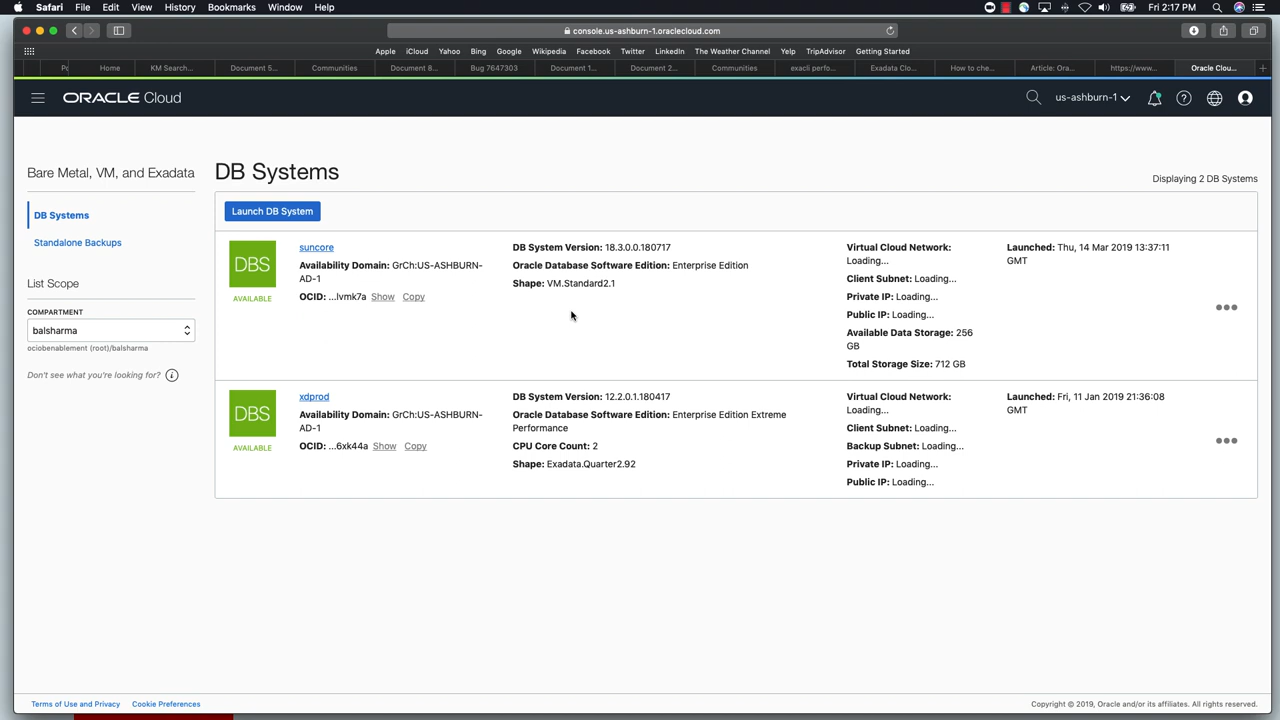 Safari File Edit View History Bookmarks Window Help
Fri 2:17 PM
console.us-ashburn-1.oraclecloud.com
Apple iCloud Yahoo Bing Google Wikipedia Facebook Twitter LinkedIn The Weather Channel Yelp TripAdvisor Getting Started
Home KM Search... Document 5... Communities Document 8... Bug 7647303 Document 1... Document 2... Communities exacli perfo... Exadata Clo... How to che... Article: Ora... https://www... Oracle Clou...
ORACLE Cloud
us-ashburn-1
Bare Metal, VM, and Exadata
DB Systems
Standalone Backups
List Scope
COMPARTMENT
balsharma
ociobenablement (root)/balsharma
Don't see what you're looking for?
DB Systems
Displaying 2 DB Systems
Launch DB System
DBS
AVAILABLE
suncore
Availability Domain: GrCh:US-ASHBURN-
AD-1
OCID: ...lvmk7a Show Copy
DB System Version: 18.3.0.0.180717
Oracle Database Software Edition: Enterprise Edition
Shape: VM.Standard2.1
Virtual Cloud Network:
Loading...
Client Subnet: Loading...
Private IP: Loading...
Public IP: Loading...
Available Data Storage: 256
GB
Total Storage Size: 712 GB
Launched: Thu, 14 Mar 2019 13:37:11
GMT
DBS
AVAILABLE
xdprod
Availability Domain: GrCh:US-ASHBURN-
AD-1
OCID: ...6xk44a Show Copy
DB System Version: 12.2.0.1.180417
Oracle Database Software Edition: Enterprise Edition Extreme
Performance
CPU Core Count: 2
Shape: Exadata.Quarter2.92
Virtual Cloud Network:
Loading...
Client Subnet: Loading...
Backup Subnet: Loading...
Private IP: Loading...
Public IP: Loading...
Launched: Fri, 11 Jan 2019 21:36:08
GMT
Terms of Use and Privacy Cookie Preferences
Copyright © 2019, Oracle and/or its affiliates. All rights reserved.